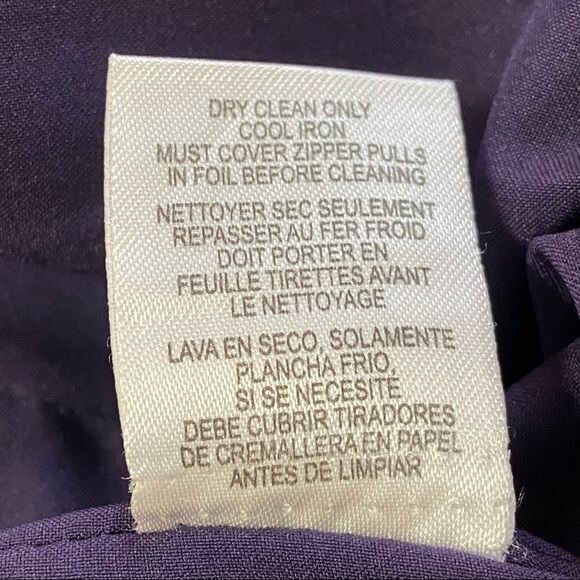 DRY CLEAN ONLY
COOL IRON
MUST COVER ZIPPER PULLS
IN FOIL BEFORE CLEANING
NETTOYER SEC SEULEMENT
REPASSER AU FER FROID
DOIT PORTER EN
FEUILLE TIRETTES AVANT
LE NETTOYAGE
LAVA EN SECO, SOLAMENTE
PLANCHA FRIO,
SI SE NECESITE
DEBE CUBRIR TIRADORES
DE CREMALLERA EN PAPEL
ANTES DE LIMPIAR